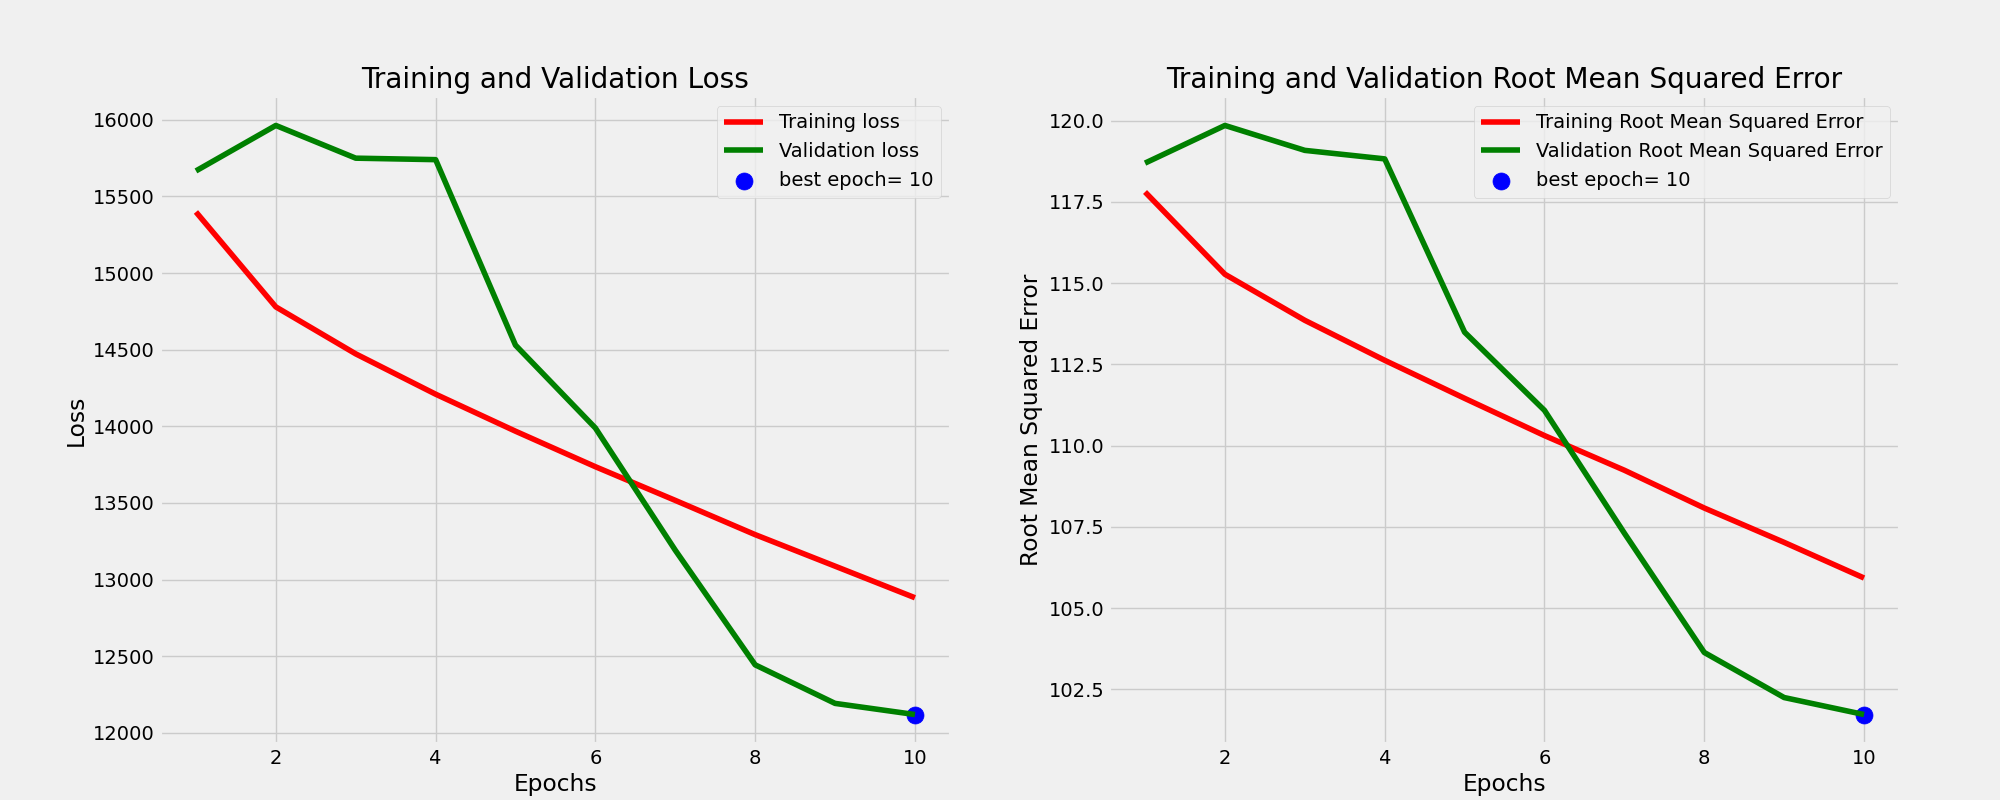 Training and Validation Loss
16000
15500
15000
14500
14000
13500
13000
12500
12000
Loss
2 4 6 8 10
Epochs
Training loss
Validation loss
best epoch= 10
Training and Validation Root Mean Squared Error
120.0
117.5
115.0
112.5
110.0
107.5
105.0
102.5
Root Mean Squared Error
2 4 6 8 10
Epochs
Training Root Mean Squared Error
Validation Root Mean Squared Error
best epoch= 10